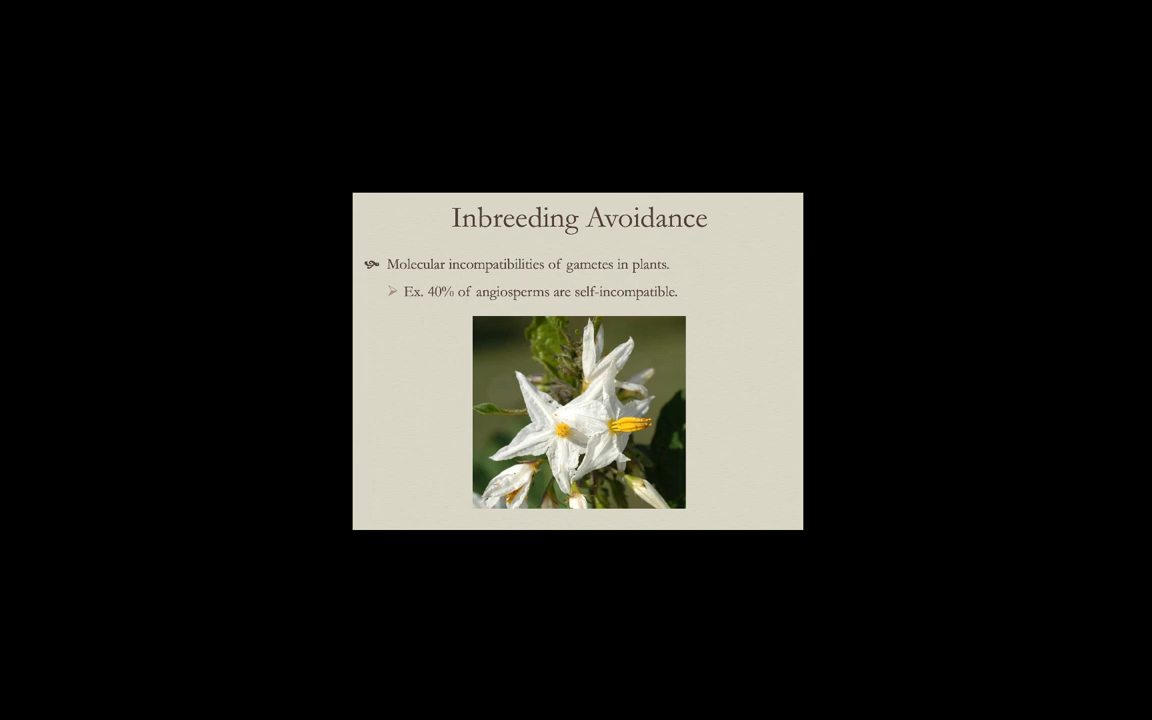 Inbreeding Avoidance
Molecular incompatibilities of gametes in plants.
Ex. 40% of angiosperms are self-incompatible.